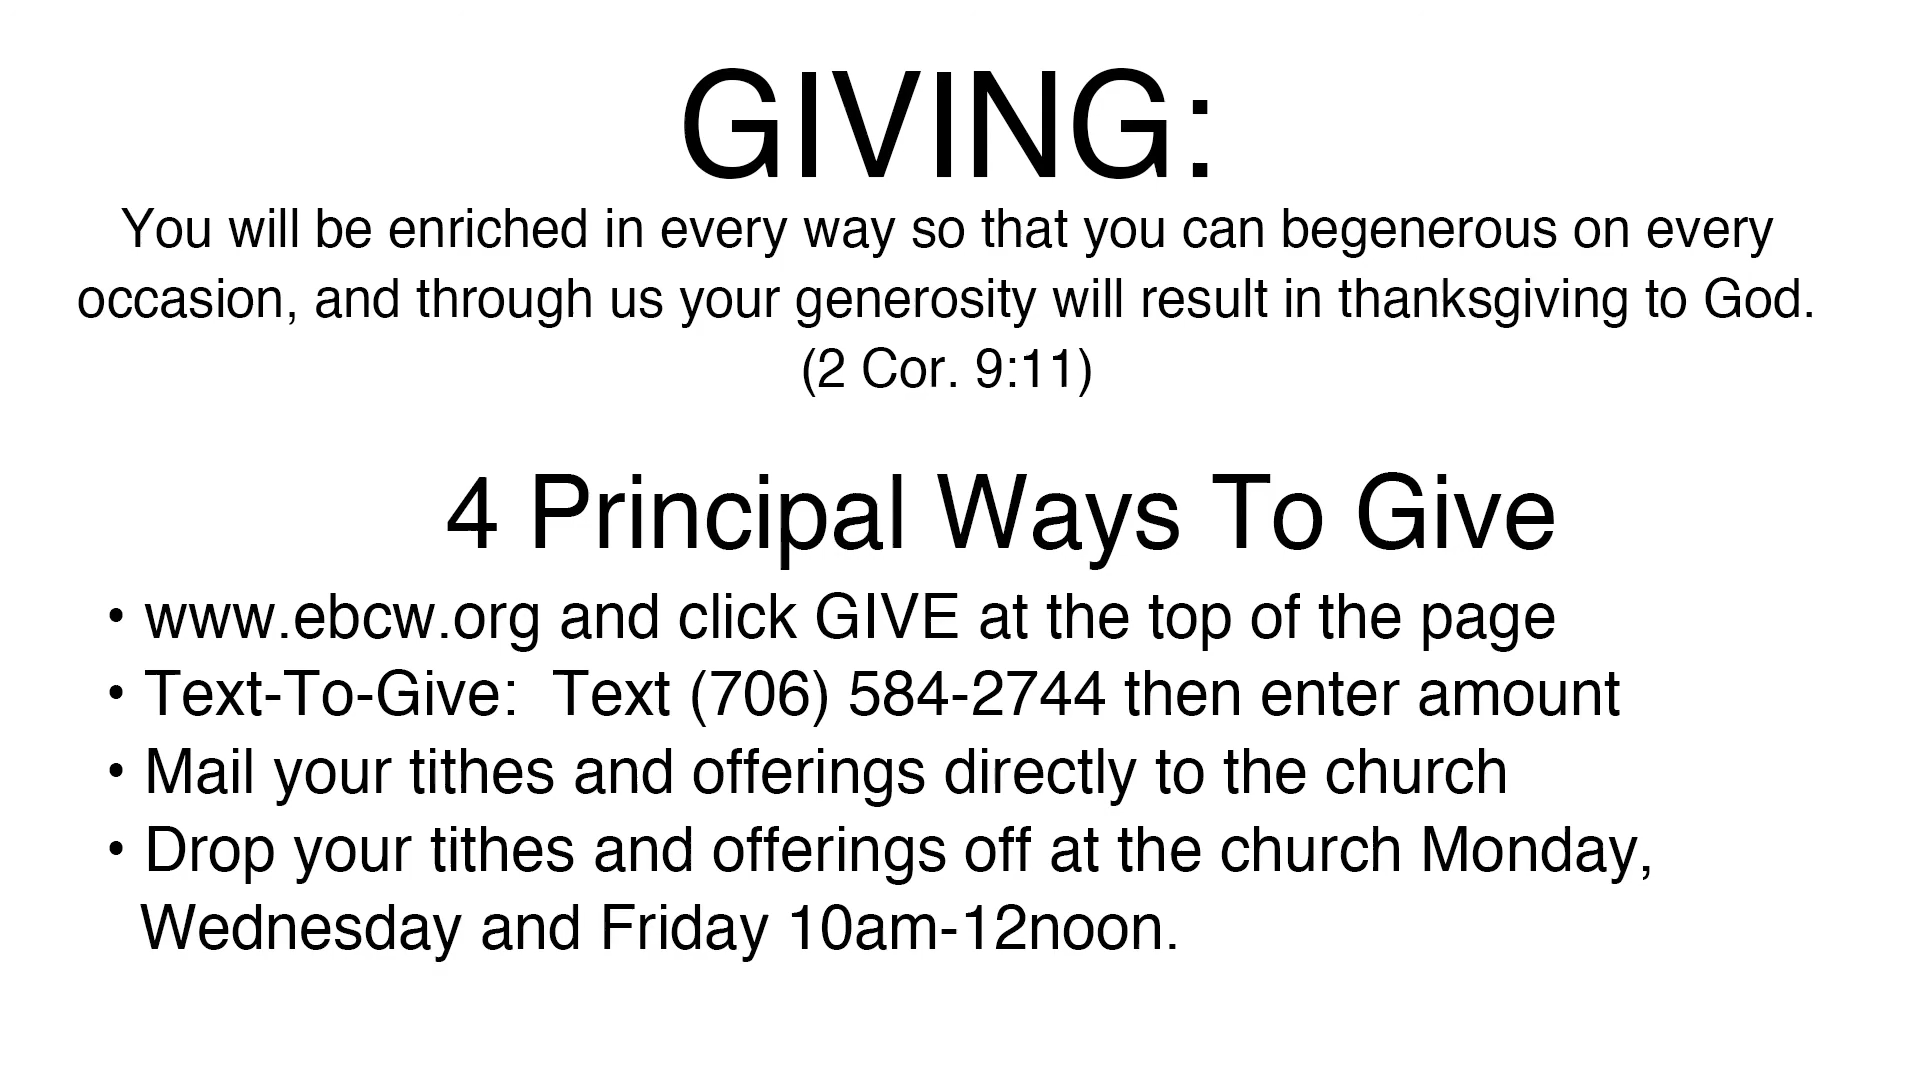 GIVING:
You will be enriched in every way so that you can begenerous on every
occasion, and through us your generosity will result in thanksgiving to God.
(2 Cor. 9:11)
4 Principal Ways To Give
• www.ebcw.org and click GIVE at the top of the page
• Text-To-Give:  Text (706) 584-2744 then enter amount
• Mail your tithes and offerings directly to the church
• Drop your tithes and offerings off at the church Monday,
Wednesday and Friday 10am-12noon.